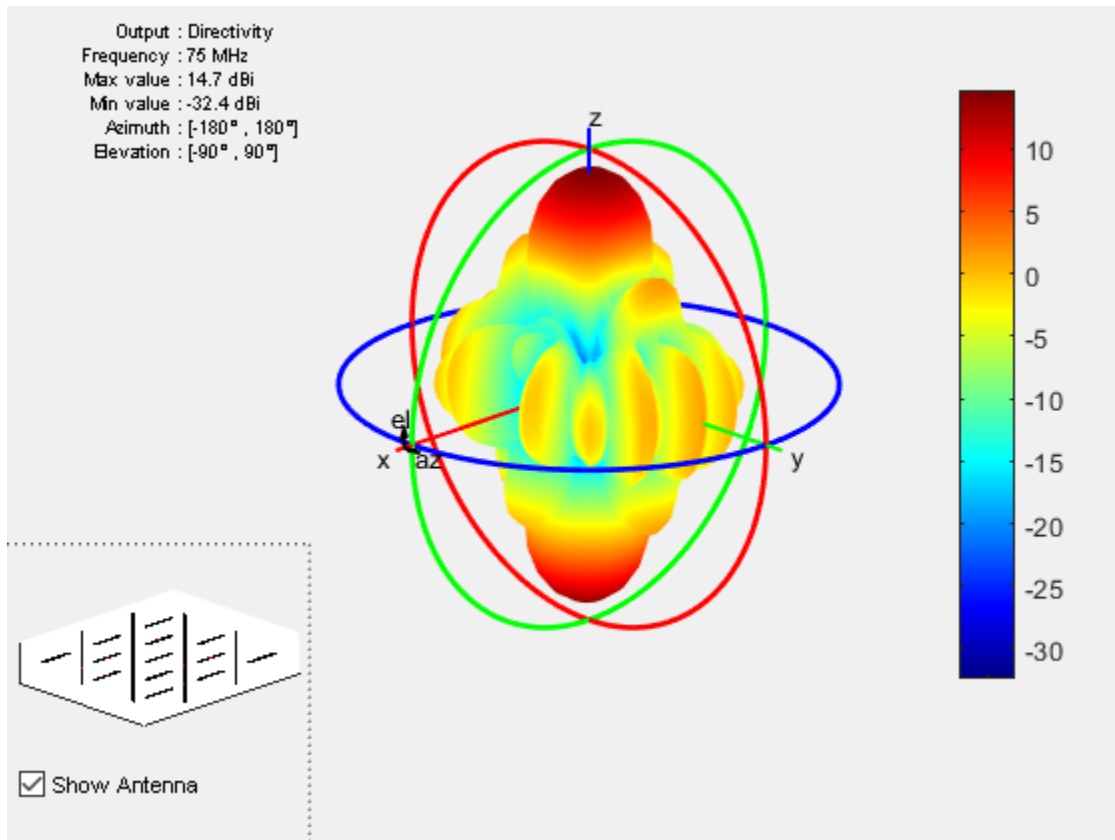 Output : Directivity
Frequency : 75 MHz
Max value : 14.7 dBi
Min value : -32.4 dBi
Azimuth : [-180° , 180°]
Elevation : [-90° , 90°]
z
el
x
az
y
10
5
0
-5
-10
-15
-20
-25
-30
Show Antenna